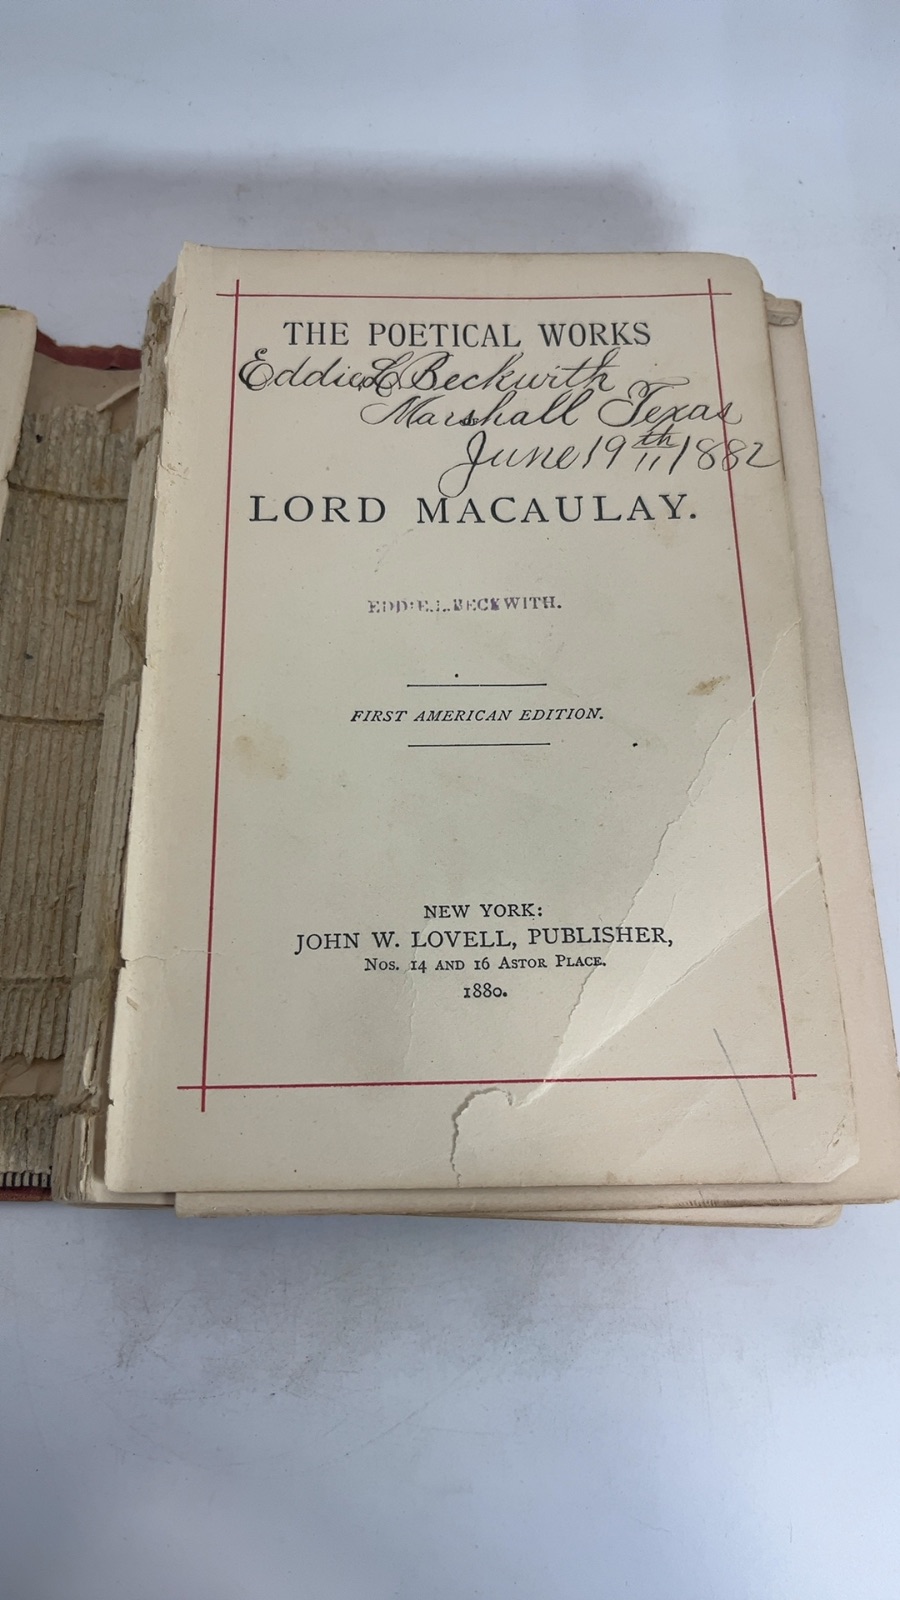 THE POETICAL WORKS
Eddie L Beckwith
Marshall Texas
June 19th 1882
LORD MACAULAY.
EDDIE L. BECKWITH.
FIRST AMERICAN EDITION.
NEW YORK:
JOHN W. LOVELL, PUBLISHER,
Nos. 14 AND 16 ASTOR PLACE.
1880.